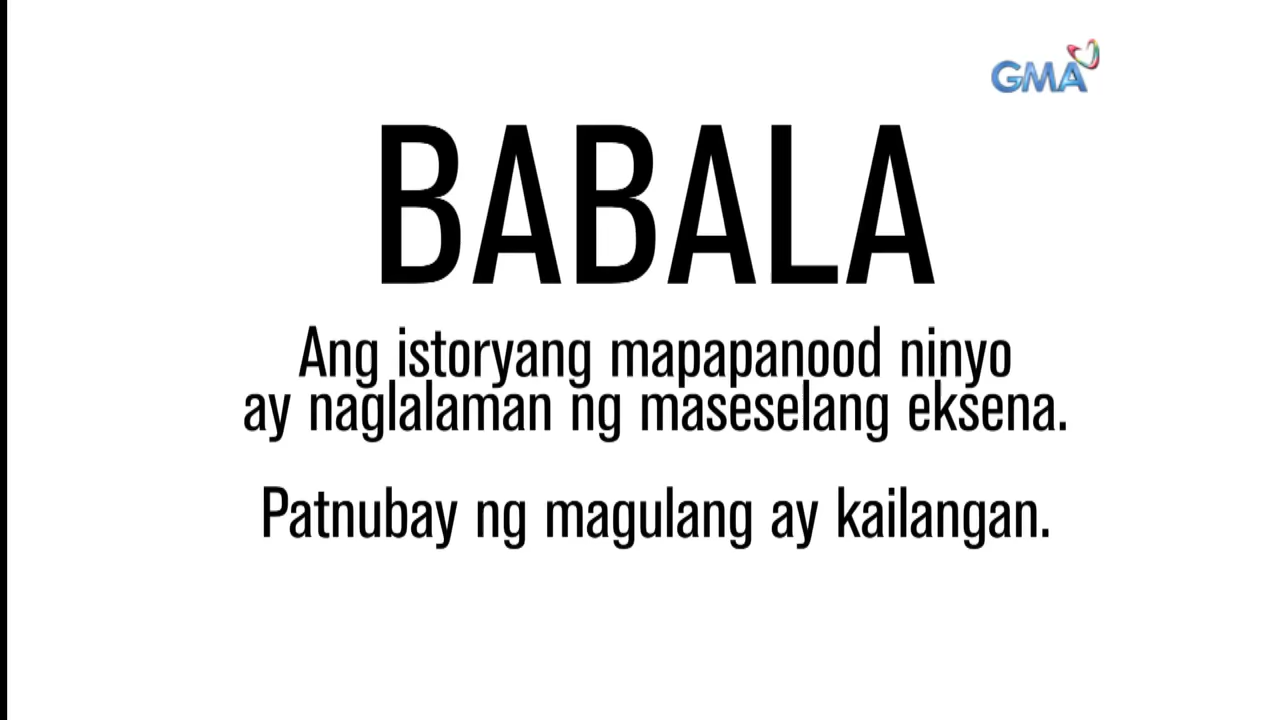 GMA
BABALA
Ang istoryang mapapanood ninyo
ay naglalaman ng maseselang eksena.
Patnubay ng magulang ay kailangan.